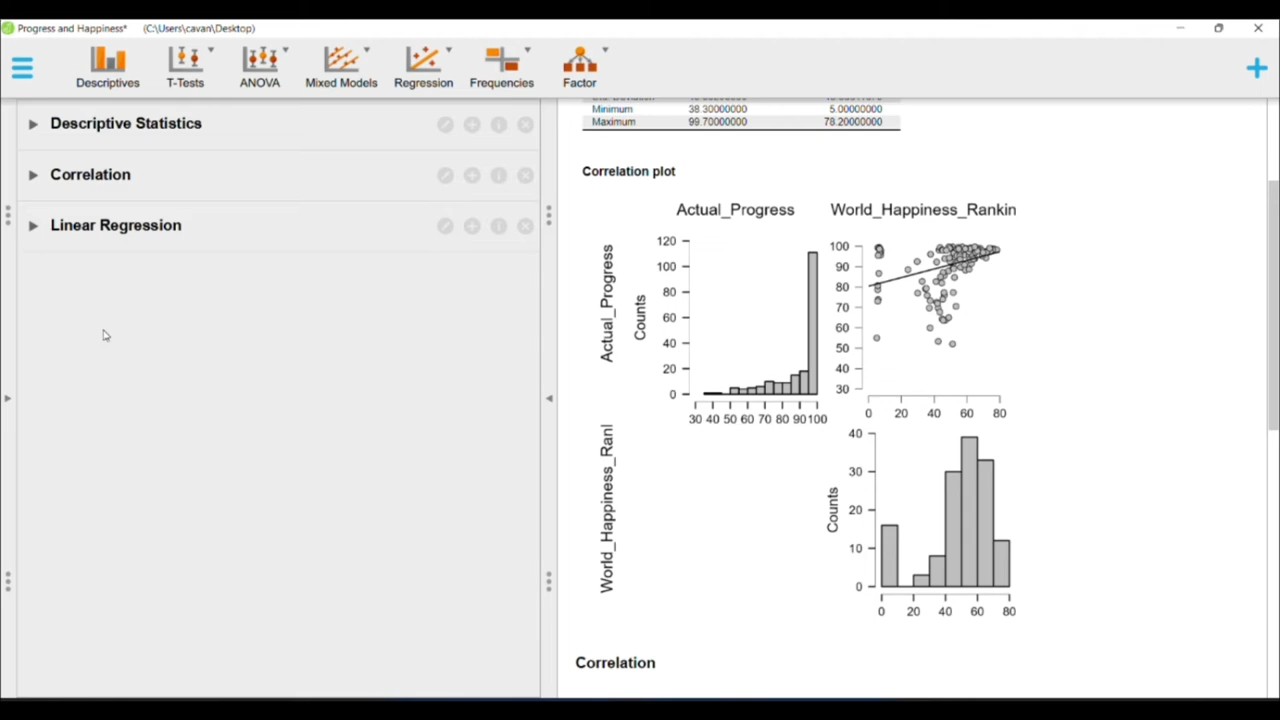 Progress and Happiness* (C:\Users\cavan\Desktop)
Descriptives T-Tests ANOVA Mixed Models Regression Frequencies Factor
Descriptive Statistics
Correlation
Linear Regression
Minimum 38.30000000 5.00000000
Maximum 99.70000000 78.20000000
Correlation plot
Actual_Progress World_Happiness_Rankin
Actual_Progress
Counts
120
100
80
60
40
20
0
30 40 50 60 70 80 90 100
100
90
80
70
60
50
40
30
0 20 40 60 80
World_Happiness_Ranl
Counts
40
30
20
10
0
0 20 40 60 80
Correlation